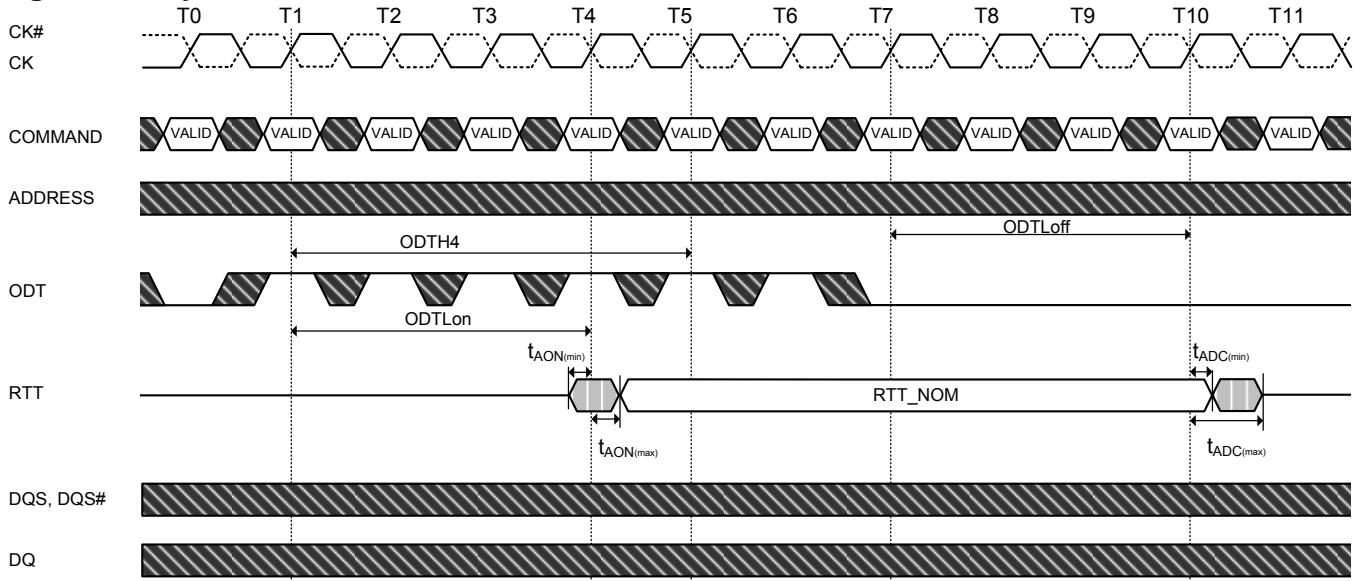 T0 T1 T2 T3 T4 T5 T6 T7 T8 T9 T10 T11
CK#
CK
COMMAND VALID VALID VALID VALID VALID VALID VALID VALID VALID VALID VALID VALID
ADDRESS
ODTLoff
ODTH4
ODT
ODTLon
tAON(min) tADC(min)
RTT RTT_NOM
tAON(max) tADC(max)
DQS, DQS#
DQ